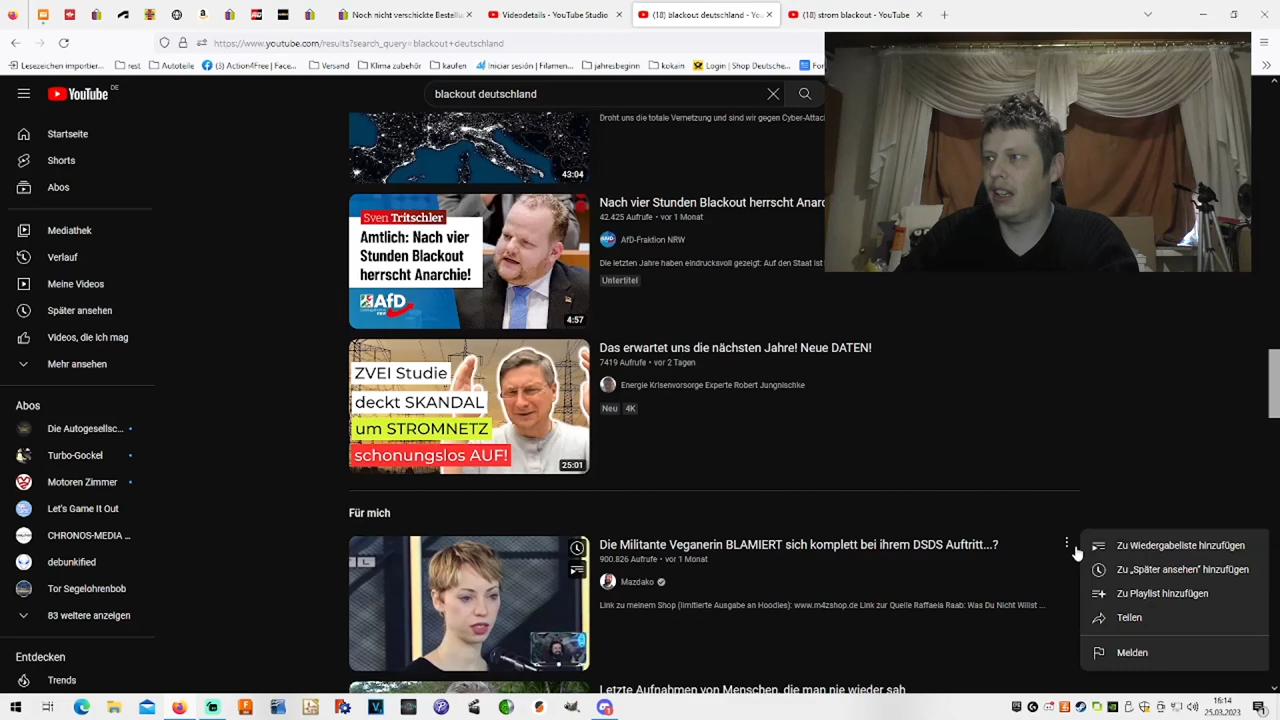 Noch nicht verschickte Bestellu
Videodetails - YouTube Studio
(18) blackout deutschland - You
(18) strom blackout - YouTube
https://www.youtube.com/results?search_query=blackout+deutschland
Lesezeichen importier...
rest
Autoteile
(3) Action4Free | Face...
Versand
Klima zubehör
kaufen
Iniciar sesión | Filmen
jahresbeginn
kokain
Login | Shop Deutsche...
YouTube DE
blackout deutschland
Startseite
Shorts
Abos
Mediathek
Verlauf
Meine Videos
Später ansehen
Videos, die ich mag
Mehr ansehen
Abos
Die Autogesellsc...
Turbo-Gockel
Motoren Zimmer
Let's Game It Out
CHRONOS-MEDIA ...
debunkified
Tor Segelohrenbob
83 weitere anzeigen
Entdecken
Trends
Droht uns die totale Vernetzung und sind wir gegen Cyber-Attac
43:04
Sven Tritschler
Amtlich: Nach vier
Stunden Blackout
herrscht Anarchie!
AfD
4:57
Nach vier Stunden Blackout herrscht Anarc
42.425 Aufrufe • vor 1 Monat
AfD-Fraktion NRW
Die letzten Jahre haben eindrucksvoll gezeigt: Auf den Staat ist
Untertitel
ZVEI Studie
deckt SKANDAL
um STROMNETZ
schonungslos AUF!
25:01
Das erwartet uns die nächsten Jahre! Neue DATEN!
7419 Aufrufe • vor 2 Tagen
Energie Krisenvorsorge Experte Robert Jungnischke
Neu 4K
Für mich
Die Militante Veganerin BLAMIERT sich komplett bei ihrem DSDS Auftritt...?
900.826 Aufrufe • vor 1 Monat
Mazdako
Link zu meinem Shop (limitierte Ausgabe an Hoodies): www.m4zshop.de Link zur Quelle Raffaela Raab: Was Du Nicht Willst ...
Zu Wiedergabeliste hinzufügen
Zu „Später ansehen" hinzufügen
Zu Playlist hinzufügen
Teilen
Melden
Letzte Aufnahmen von Menschen, die man nie wieder sah
16:14
25.03.2023